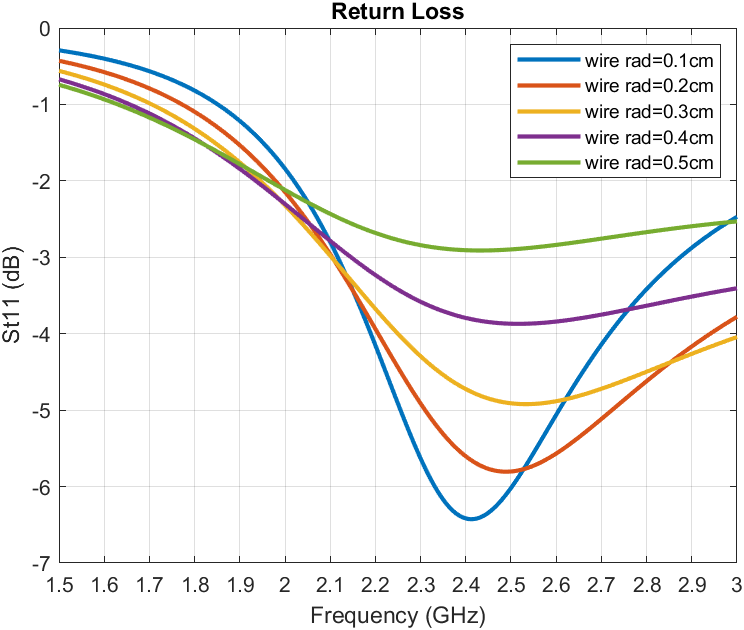 Return Loss
0
-1
-2
-3
-4
-5
-6
-7
St11 (dB)
wire rad=0.1cm
wire rad=0.2cm
wire rad=0.3cm
wire rad=0.4cm
wire rad=0.5cm
1.5 1.6 1.7 1.8 1.9 2 2.1 2.2 2.3 2.4 2.5 2.6 2.7 2.8 2.9 3
Frequency (GHz)